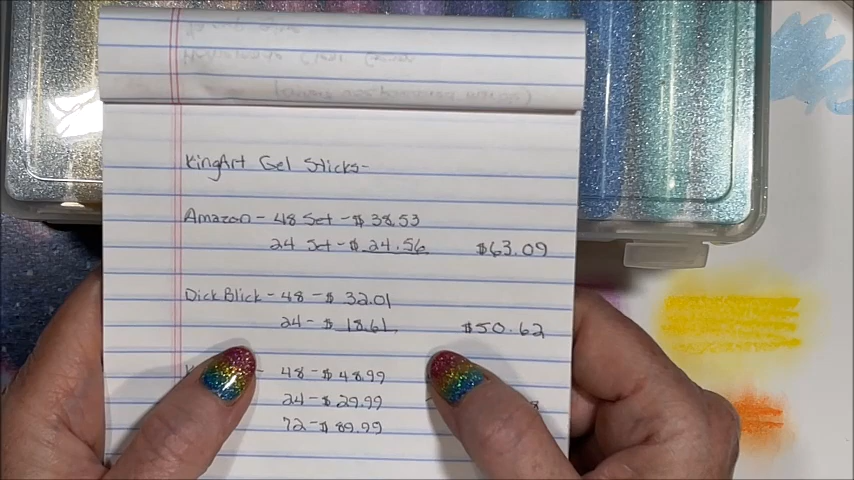 KingArt Gel Sticks-
Amazon - 48 Set - $38.53
24 Set - $24.56 $63.09
Dick Blick - 48 - $32.01
24 - $18.61 $50.62
48 - $48.99
24 - $29.99
72 - $89.99